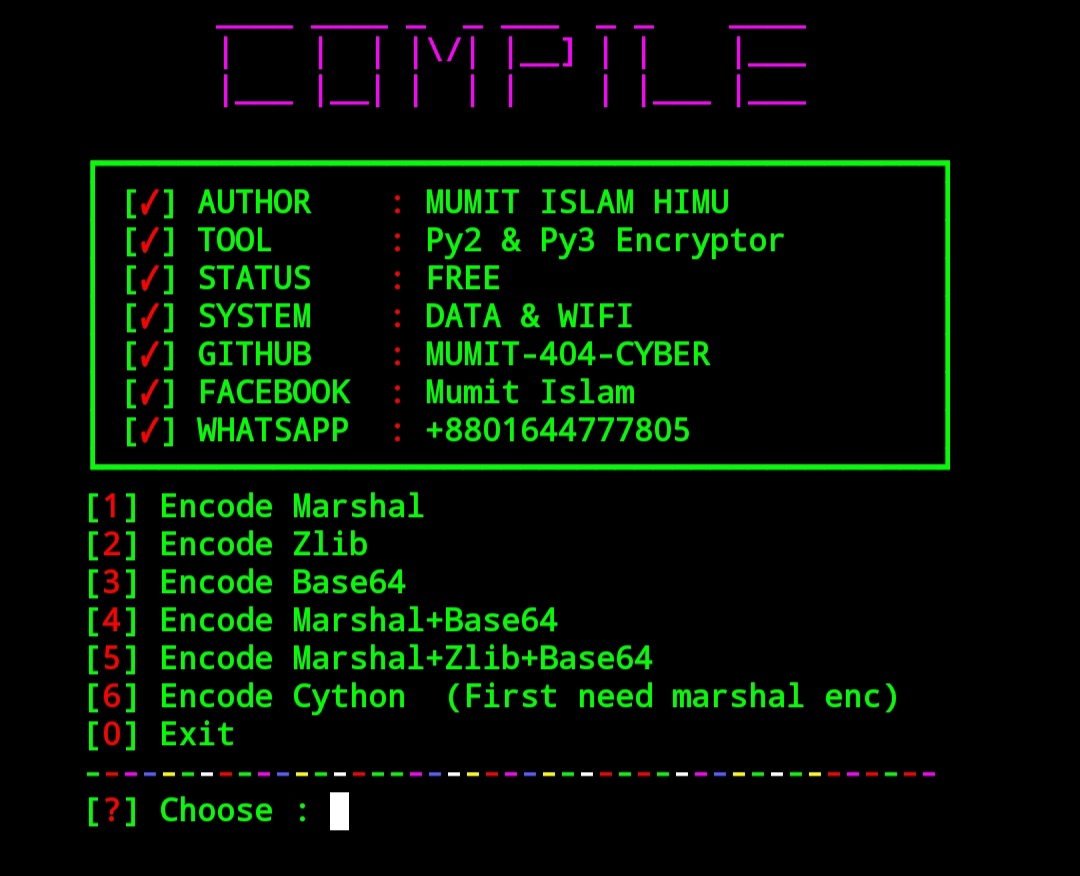 COMPILE
[✓] AUTHOR : MUMIT ISLAM HIMU
[✓] TOOL : Py2 & Py3 Encryptor
[✓] STATUS : FREE
[✓] SYSTEM : DATA & WIFI
[✓] GITHUB : MUMIT-404-CYBER
[✓] FACEBOOK : Mumit Islam
[✓] WHATSAPP : +8801644777805
[1] Encode Marshal
[2] Encode Zlib
[3] Encode Base64
[4] Encode Marshal+Base64
[5] Encode Marshal+Zlib+Base64
[6] Encode Cython (First need marshal enc)
[0] Exit
[?] Choose :